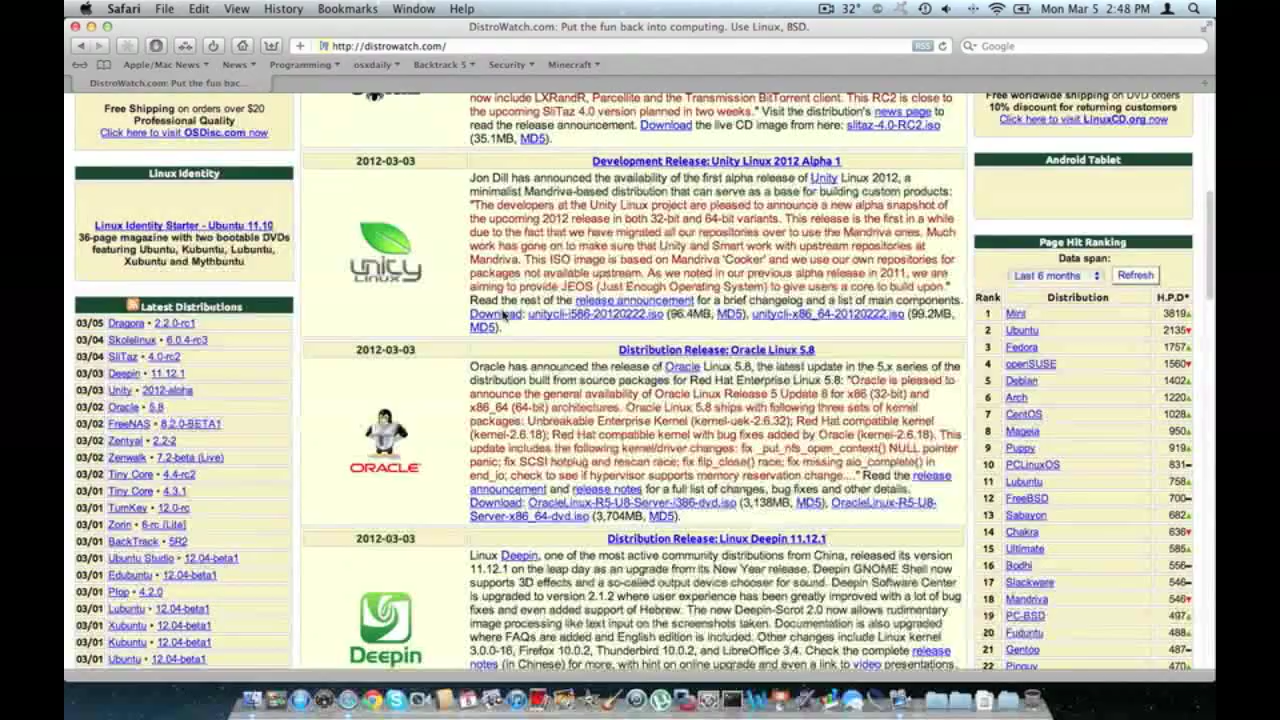 Safari File Edit View History Bookmarks Window Help 32° Mon Mar 5 2:48 PM
DistroWatch.com: Put the fun back into computing. Use Linux, BSD.
http://distrowatch.com/ RSS Google
Apple/Mac News News Programming osxdaily Backtrack 5 Security Minecraft
DistroWatch.com: Put the fun bac...
Free Shipping on orders over $20
Professional Quality
Click here to visit OSDisc.com now
Linux Identity
Linux Identity Starter - Ubuntu 11.10
36-page magazine with two bootable DVDs
featuring Ubuntu, Kubuntu, Lubuntu,
Xubuntu and Mythbuntu
Latest Distributions
03/05 Dragora • 2.2.0-rc1
03/04 Skolelinux • 6.0.4-rc3
03/04 SliTaz • 4.0-rc2
03/03 Deepin • 11.12.1
03/03 Unity • 2012-alpha
03/02 Oracle • 5.8
03/02 FreeNAS • 8.2.0-BETA1
03/02 Zentyal • 2.2-2
03/02 Zenwalk • 7.2-beta (Live)
03/02 Tiny Core • 4.4-rc2
03/01 Tiny Core • 4.3.1
03/01 TurnKey • 12.0-rc
03/01 Zorin • 6-rc (Lite)
03/01 BackTrack • 5R2
03/01 Ubuntu Studio • 12.04-beta1
03/01 Edubuntu • 12.04-beta1
03/01 Plop • 4.2.0
03/01 Lubuntu • 12.04-beta1
03/01 Xubuntu • 12.04-beta1
03/01 Kubuntu • 12.04-beta1
03/01 Ubuntu • 12.04-beta1
now include LXRandR, Parcellite and the Transmission BitTorrent client. This RC2 is close to
the upcoming SliTaz 4.0 version planned in two weeks." Visit the distribution's news page to
read the release announcement. Download the live CD image from here: slitaz-4.0-RC2.iso
(35.1MB, MD5).
2012-03-03 Development Release: Unity Linux 2012 Alpha 1
unity
LINUX
Jon Dill has announced the availability of the first alpha release of Unity Linux 2012, a
minimalist Mandriva-based distribution that can serve as a base for building custom products:
"The developers at the Unity Linux project are pleased to announce a new alpha snapshot of
the upcoming 2012 release in both 32-bit and 64-bit variants. This release is the first in a while
due to the fact that we have migrated all our repositories over to use the Mandriva ones. Much
work has gone on to make sure that Unity and Smart work with upstream repositories at
Mandriva. This ISO image is based on Mandriva 'Cooker' and we use our own repositories for
packages not available upstream. As we noted in our previous alpha release in 2011, we are
aiming to provide JEOS (Just Enough Operating System) to give users a core to build upon."
Read the rest of the release announcement for a brief changelog and a list of main components.
Download: unitycli-i586-20120222.iso (96.4MB, MD5), unitycli-x86_64-20120222.iso (99.2MB,
MD5).
2012-03-03 Distribution Release: Oracle Linux 5.8
ORACLE
Oracle has announced the release of Oracle Linux 5.8, the latest update in the 5.x series of the
distribution built from source packages for Red Hat Enterprise Linux 5.8: "Oracle is pleased to
announce the general availability of Oracle Linux Release 5 Update 8 for x86 (32-bit) and
x86_64 (64-bit) architectures. Oracle Linux 5.8 ships with following three sets of kernel
packages: Unbreakable Enterprise Kernel (kernel-uek-2.6.32); Red Hat compatible kernel
(kernel-2.6.18); Red Hat compatible kernel with bug fixes added by Oracle (kernel-2.6.18). This
update includes the following kernel/driver changes: fix _put_nfs_open_context() NULL pointer
panic; fix SCSI hotplug and rescan race; fix filp_close() race; fix missing aio_complete() in
end_io; check to see if hypervisor supports memory reservation change...." Read the release
announcement and release notes for a full list of changes, bug fixes and other details.
Download: OracleLinux-R5-U8-Server-i386-dvd.iso (3,138MB, MD5), OracleLinux-R5-U8-
Server-x86_64-dvd.iso (3,704MB, MD5).
2012-03-03 Distribution Release: Linux Deepin 11.12.1
Deepin
Linux Deepin, one of the most active community distributions from China, released its version
11.12.1 on the leap day as an upgrade from its New Year release. Deepin GNOME Shell now
supports 3D effects and a so-called output device chooser for sound. Deepin Software Center
is upgraded to version 2.1.2 where user experience has been greatly improved with a lot of bug
fixes and even added support of Hebrew. The new Deepin-Scrot 2.0 now allows rudimentary
image processing like text input on the screenshots taken. Documentation is also upgraded
where FAQs are added and English edition is included. Other changes include Linux kernel
3.0.0-16, Firefox 10.0.2, Thunderbird 10.0.2, and LibreOffice 3.4. Check the complete release
notes (in Chinese) for more, with hint on online upgrade and even a link to video presentations.
Free worldwide shipping on DVD orders
10% discount for returning customers
Click here to visit LinuxCD.org now
Android Tablet
Page Hit Ranking
Data span:
Last 6 months Refresh
Rank Distribution H.P.D*
1 Mint 3819
2 Ubuntu 2135
3 Fedora 1757
4 openSUSE 1560
5 Debian 1402
6 Arch 1220
7 CentOS 1028
8 Mageia 950
9 Puppy 919
10 PCLinuxOS 831
11 Lubuntu 758
12 FreeBSD 700
13 Sabayon 682
14 Chakra 636
15 Ultimate 585
16 Bodhi 556
17 Slackware 546
18 Mandriva 546
19 PC-BSD 497
20 Fuduntu 488
21 Gentoo 487
22 Pinguy